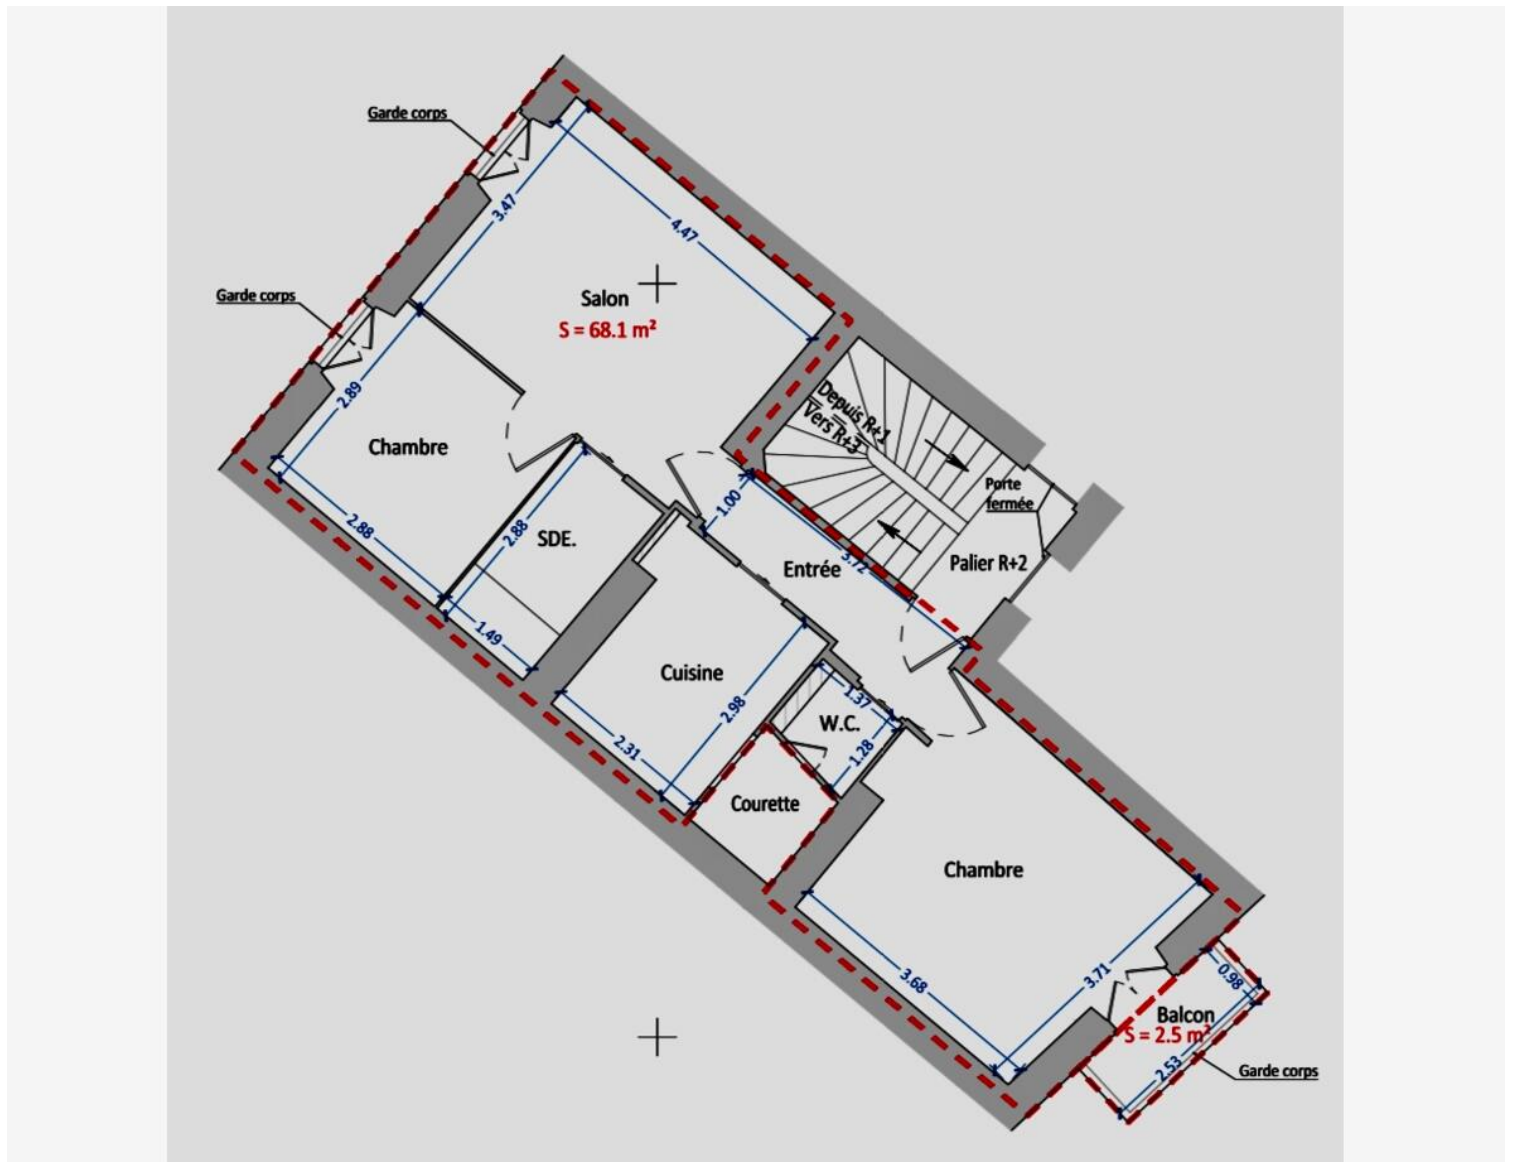 Garde corps
3.47
4.47
Garde corps
Salon
S = 68.1 m²
2.89
Chambre
Depuis R+1
Vers R+3
Porte
fermée
1.00
2.88
2.88
SDE.
Entrée
3.72
Palier R+2
1.49
Cuisine
1.37
2.98
W.C.
1.28
2.31
Courette
Chambre
3.68
3.71
0.98
Balcon
S = 2.5 m²
2.53
Garde corps